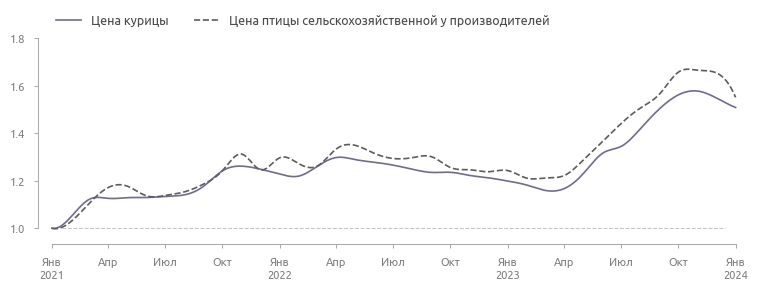 Цена курицы Цена птицы сельскохозяйственной у производителей
1.8
1.6
1.4
1.2
1.0
Янв Апр Июл Окт Янв Апр Июл Окт Янв Апр Июл Окт Янв
2021 2022 2023 2024